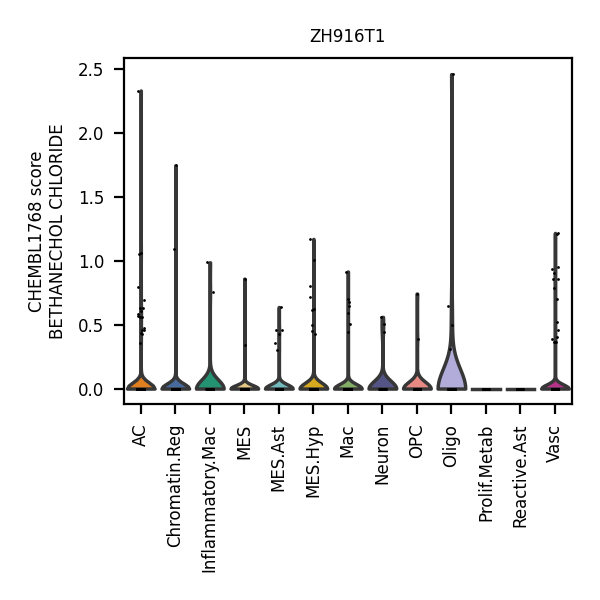 ZH916T1
CHEMBL1768 score
BETHANECHOL CHLORIDE
2.5
2.0
1.5
1.0
0.5
0.0
AC
Chromatin.Reg
Inflammatory.Mac
MES
MES.Ast
MES.Hyp
Mac
Neuron
OPC
Oligo
Prolif.Metab
Reactive.Ast
Vasc